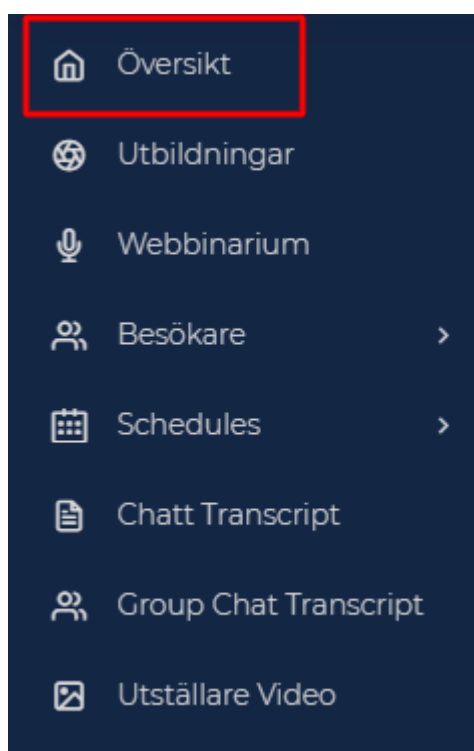 Översikt
Utbildningar
Webbinarium
Besökare
Schedules
Chatt Transcript
Group Chat Transcript
Utställare Video